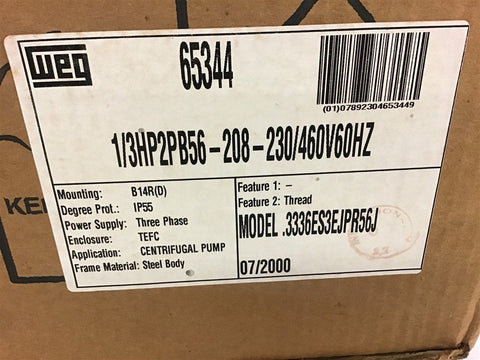 weg
65344
(01)07892304653449
1/3HP2PB56-208-230/460V60HZ
Mounting: B14R(D)
Degree Prot.: IP55
Power Supply: Three Phase
Enclosure: TEFC
Application: CENTRIFUGAL PUMP
Frame Material: Steel Body
Feature 1: -
Feature 2: Thread
MODEL .3336ES3EJPR56J
07/2000
KE